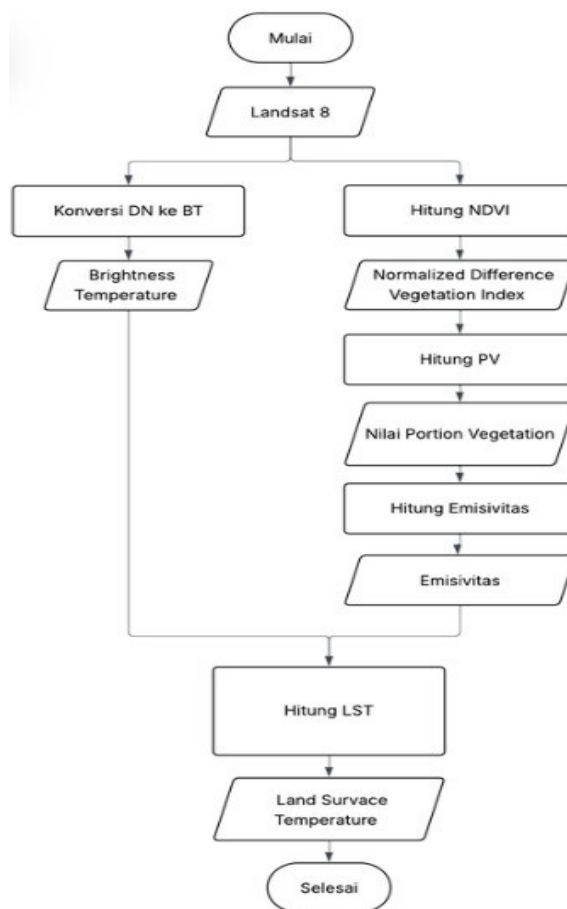 Mulai
Landsat 8
Konversi DN ke BT
Brightness
Temperature
Hitung NDVI
Normalized Difference
Vegetation Index
Hitung PV
Nilai Portion Vegetation
Hitung Emisivitas
Emisivitas
Hitung LST
Land Survace
Temperature
Selesai